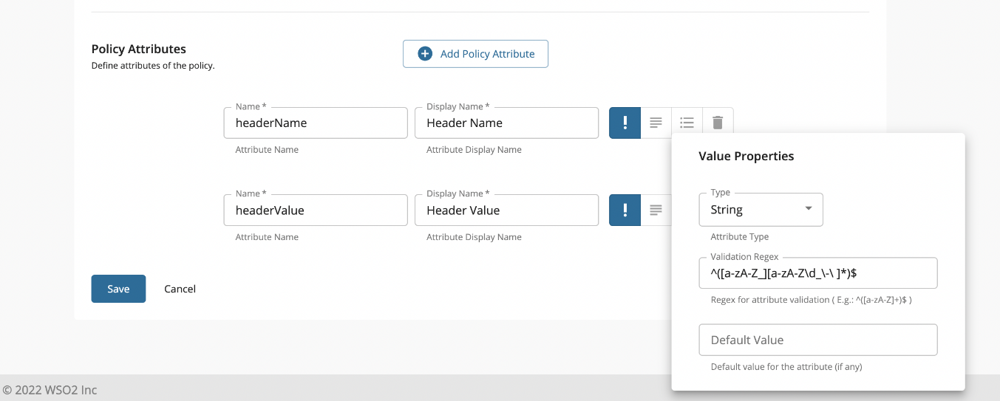 Policy Attributes
Define attributes of the policy.
Add Policy Attribute
Name *
headerName
Attribute Name
Display Name *
Header Name
Attribute Display Name
Name *
headerValue
Attribute Name
Display Name *
Header Value
Attribute Display Name
Value Properties
Type
String
Attribute Type
Validation Regex
^([a-zA-Z_][a-zA-Z\d_\-\ ]*)$
Regex for attribute validation ( E.g.: ^([a-zA-Z]+)$ )
Default Value
Default value for the attribute (if any)
Save
Cancel
© 2022 WSO2 Inc